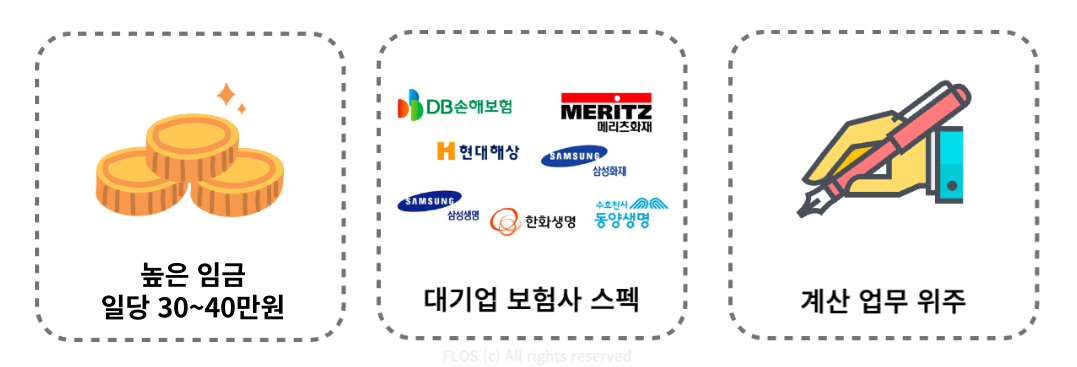 높은 임금
일당 30~40만원
DB손해보험
MERITZ
메리츠화재
현대해상
SAMSUNG
삼성화재
SAMSUNG
삼성생명
한화생명
수호천사
동양생명
대기업 보험사 스펙
계산 업무 위주
FLOS (c) All rights reserved